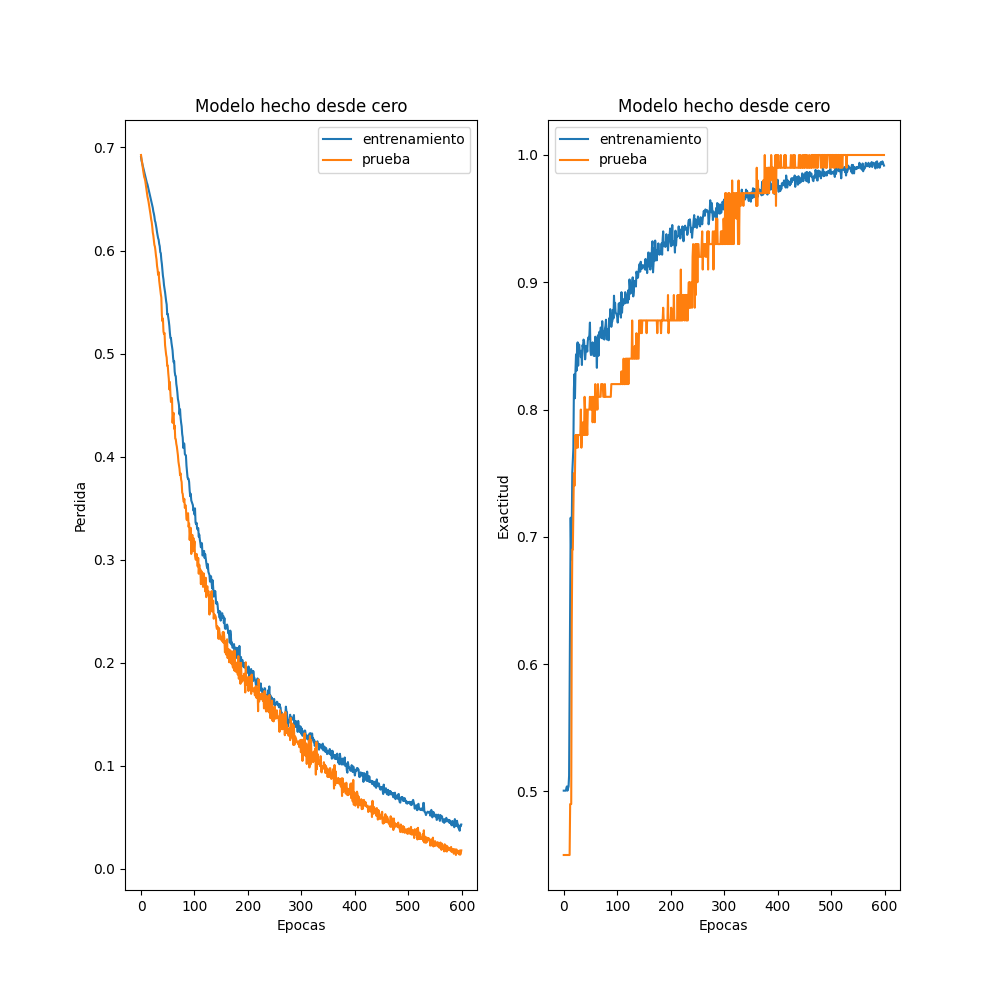 Modelo hecho desde cero
entrenamiento
prueba
0.7
0.6
0.5
0.4
0.3
0.2
0.1
0.0
Perdida
0 100 200 300 400 500 600
Epocas
Modelo hecho desde cero
entrenamiento
prueba
1.0
0.9
0.8
0.7
0.6
0.5
Exactitud
0 100 200 300 400 500 600
Epocas